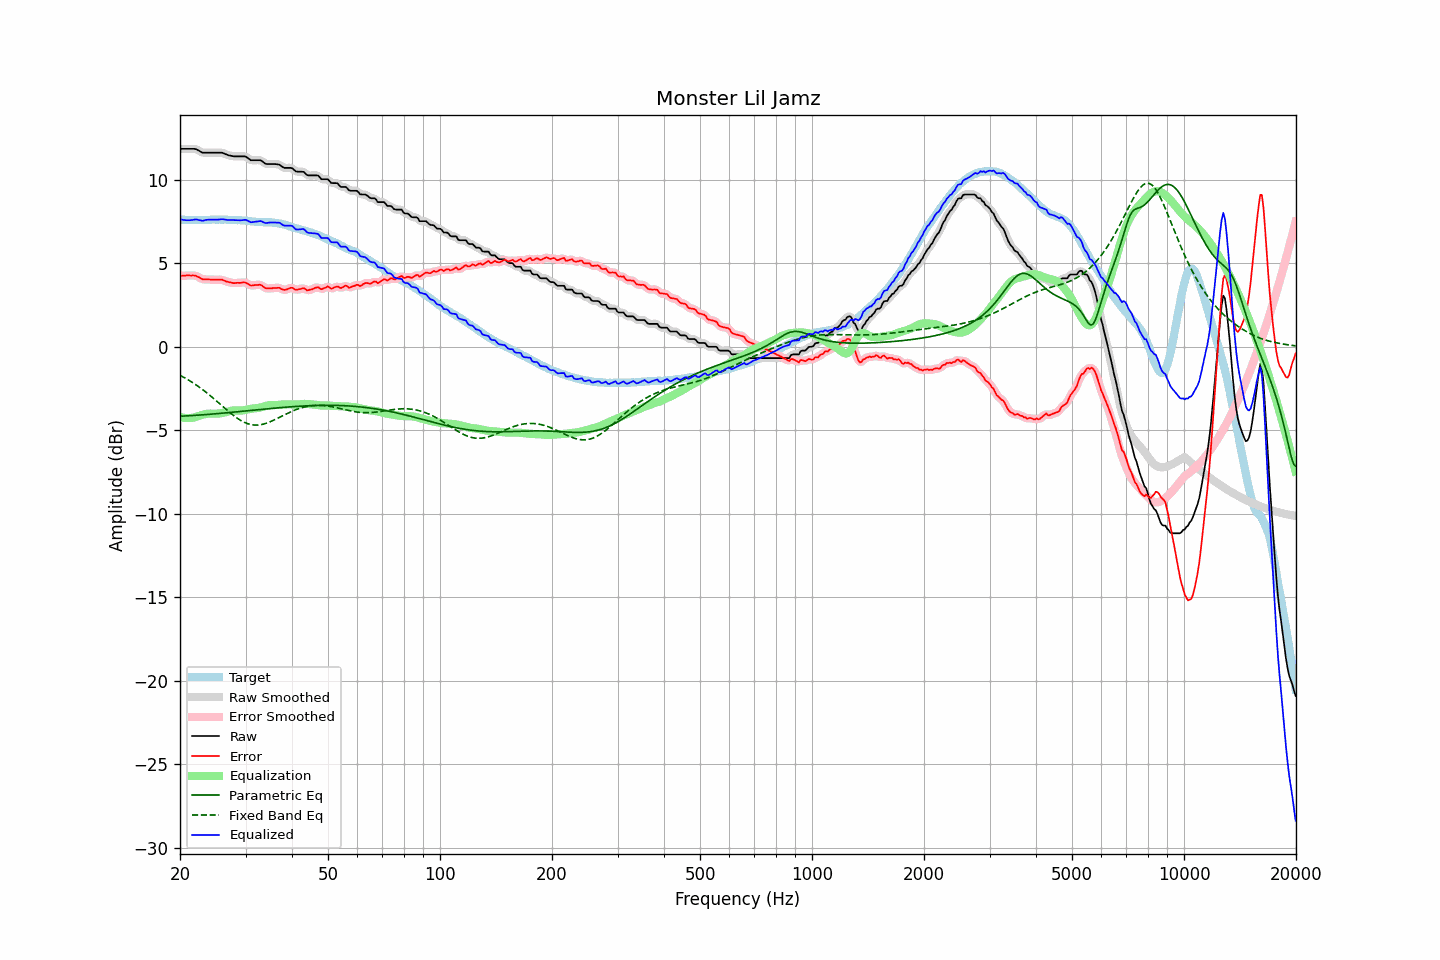 Monster Lil Jamz
Amplitude (dBr)
10
5
0
−5
−10
−15
−20
−25
−30
Target
Raw Smoothed
Error Smoothed
Raw
Error
Equalization
Parametric Eq
Fixed Band Eq
Equalized
20 50 100 200 500 1000 2000 5000 10000 20000
Frequency (Hz)